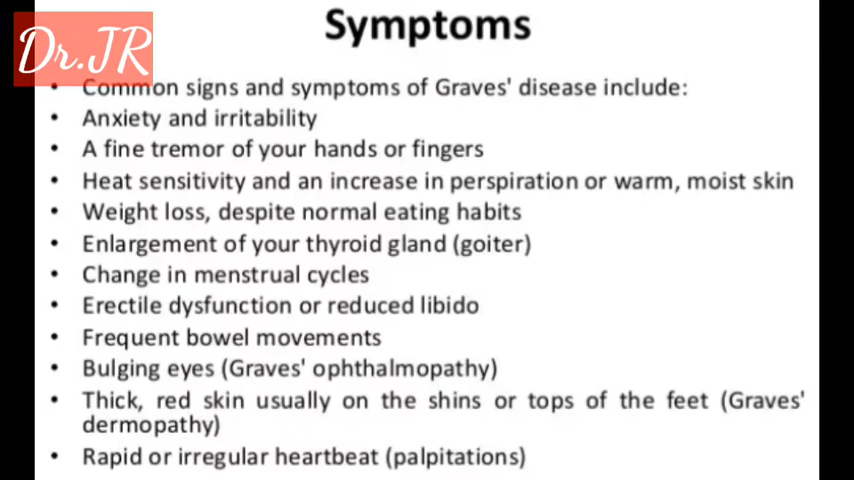 Symptoms
Dr.JR
• Common signs and symptoms of Graves' disease include:
• Anxiety and irritability
• A fine tremor of your hands or fingers
• Heat sensitivity and an increase in perspiration or warm, moist skin
• Weight loss, despite normal eating habits
• Enlargement of your thyroid gland (goiter)
• Change in menstrual cycles
• Erectile dysfunction or reduced libido
• Frequent bowel movements
• Bulging eyes (Graves' ophthalmopathy)
• Thick, red skin usually on the shins or tops of the feet (Graves'
dermopathy)
• Rapid or irregular heartbeat (palpitations)